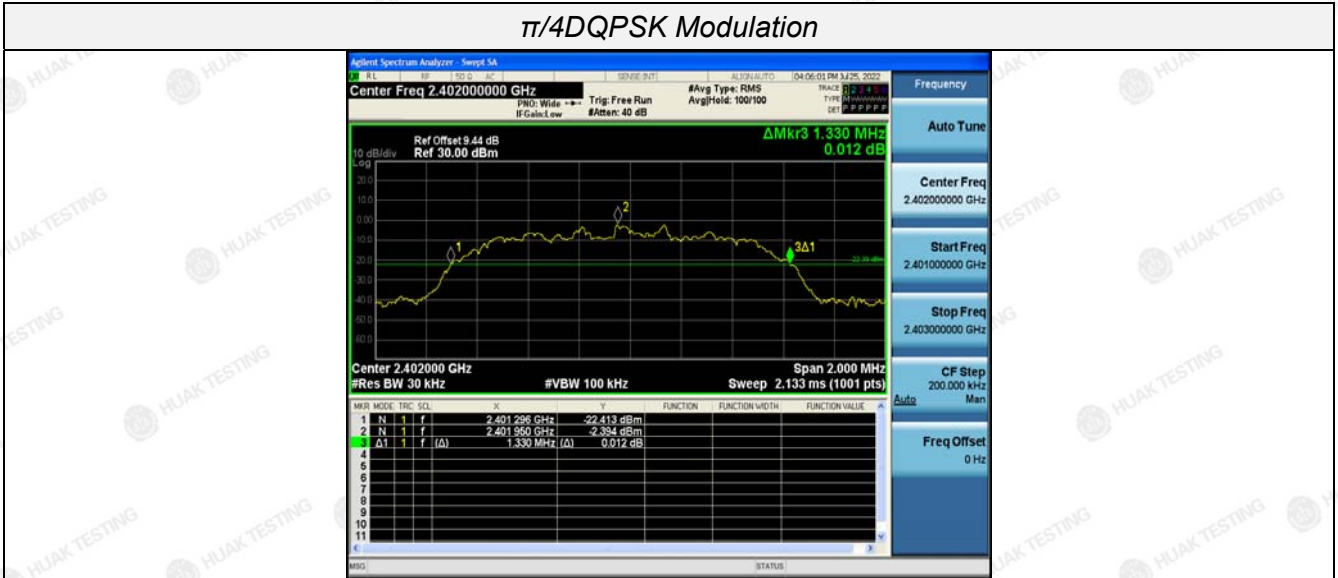 π/4DQPSK Modulation
Agilent Spectrum Analyzer - Swept SA
RL RF 50 Ω AC SENSE:INT ALIGNAUTO 04:06:01 PM Jul 25, 2022
Center Freq 2.402000000 GHz
PNO: Wide
IFGain:Low
Trig: Free Run
#Atten: 40 dB
#Avg Type: RMS
Avg|Hold: 100/100
TRACE 1 2 3 4 5 6
TYPE
DET P P P P P P
Frequency
Auto Tune
Center Freq
2.402000000 GHz
Start Freq
2.401000000 GHz
Stop Freq
2.403000000 GHz
CF Step
200.000 kHz
Auto Man
Freq Offset
0 Hz
ΔMkr3 1.330 MHz
0.012 dB
Ref Offset 9.44 dB
10 dB/div Ref 30.00 dBm
Log
20.0
10.0
0.00
-10.0
-20.0
-30.0
-40.0
-50.0
-60.0
1
2
3Δ1
-22.39 dBm
Center 2.402000 GHz Span 2.000 MHz
#Res BW 30 kHz #VBW 100 kHz Sweep 2.133 ms (1001 pts)
MKR MODE TRC SCL X Y FUNCTION FUNCTION WIDTH FUNCTION VALUE
1 N 1 f 2.401 296 GHz -22.413 dBm
2 N 1 f 2.401 950 GHz -2.394 dBm
3 Δ1 1 f (Δ) 1.330 MHz (Δ) 0.012 dB
4
5
6
7
8
9
10
11
MSG STATUS
HUAK TESTING